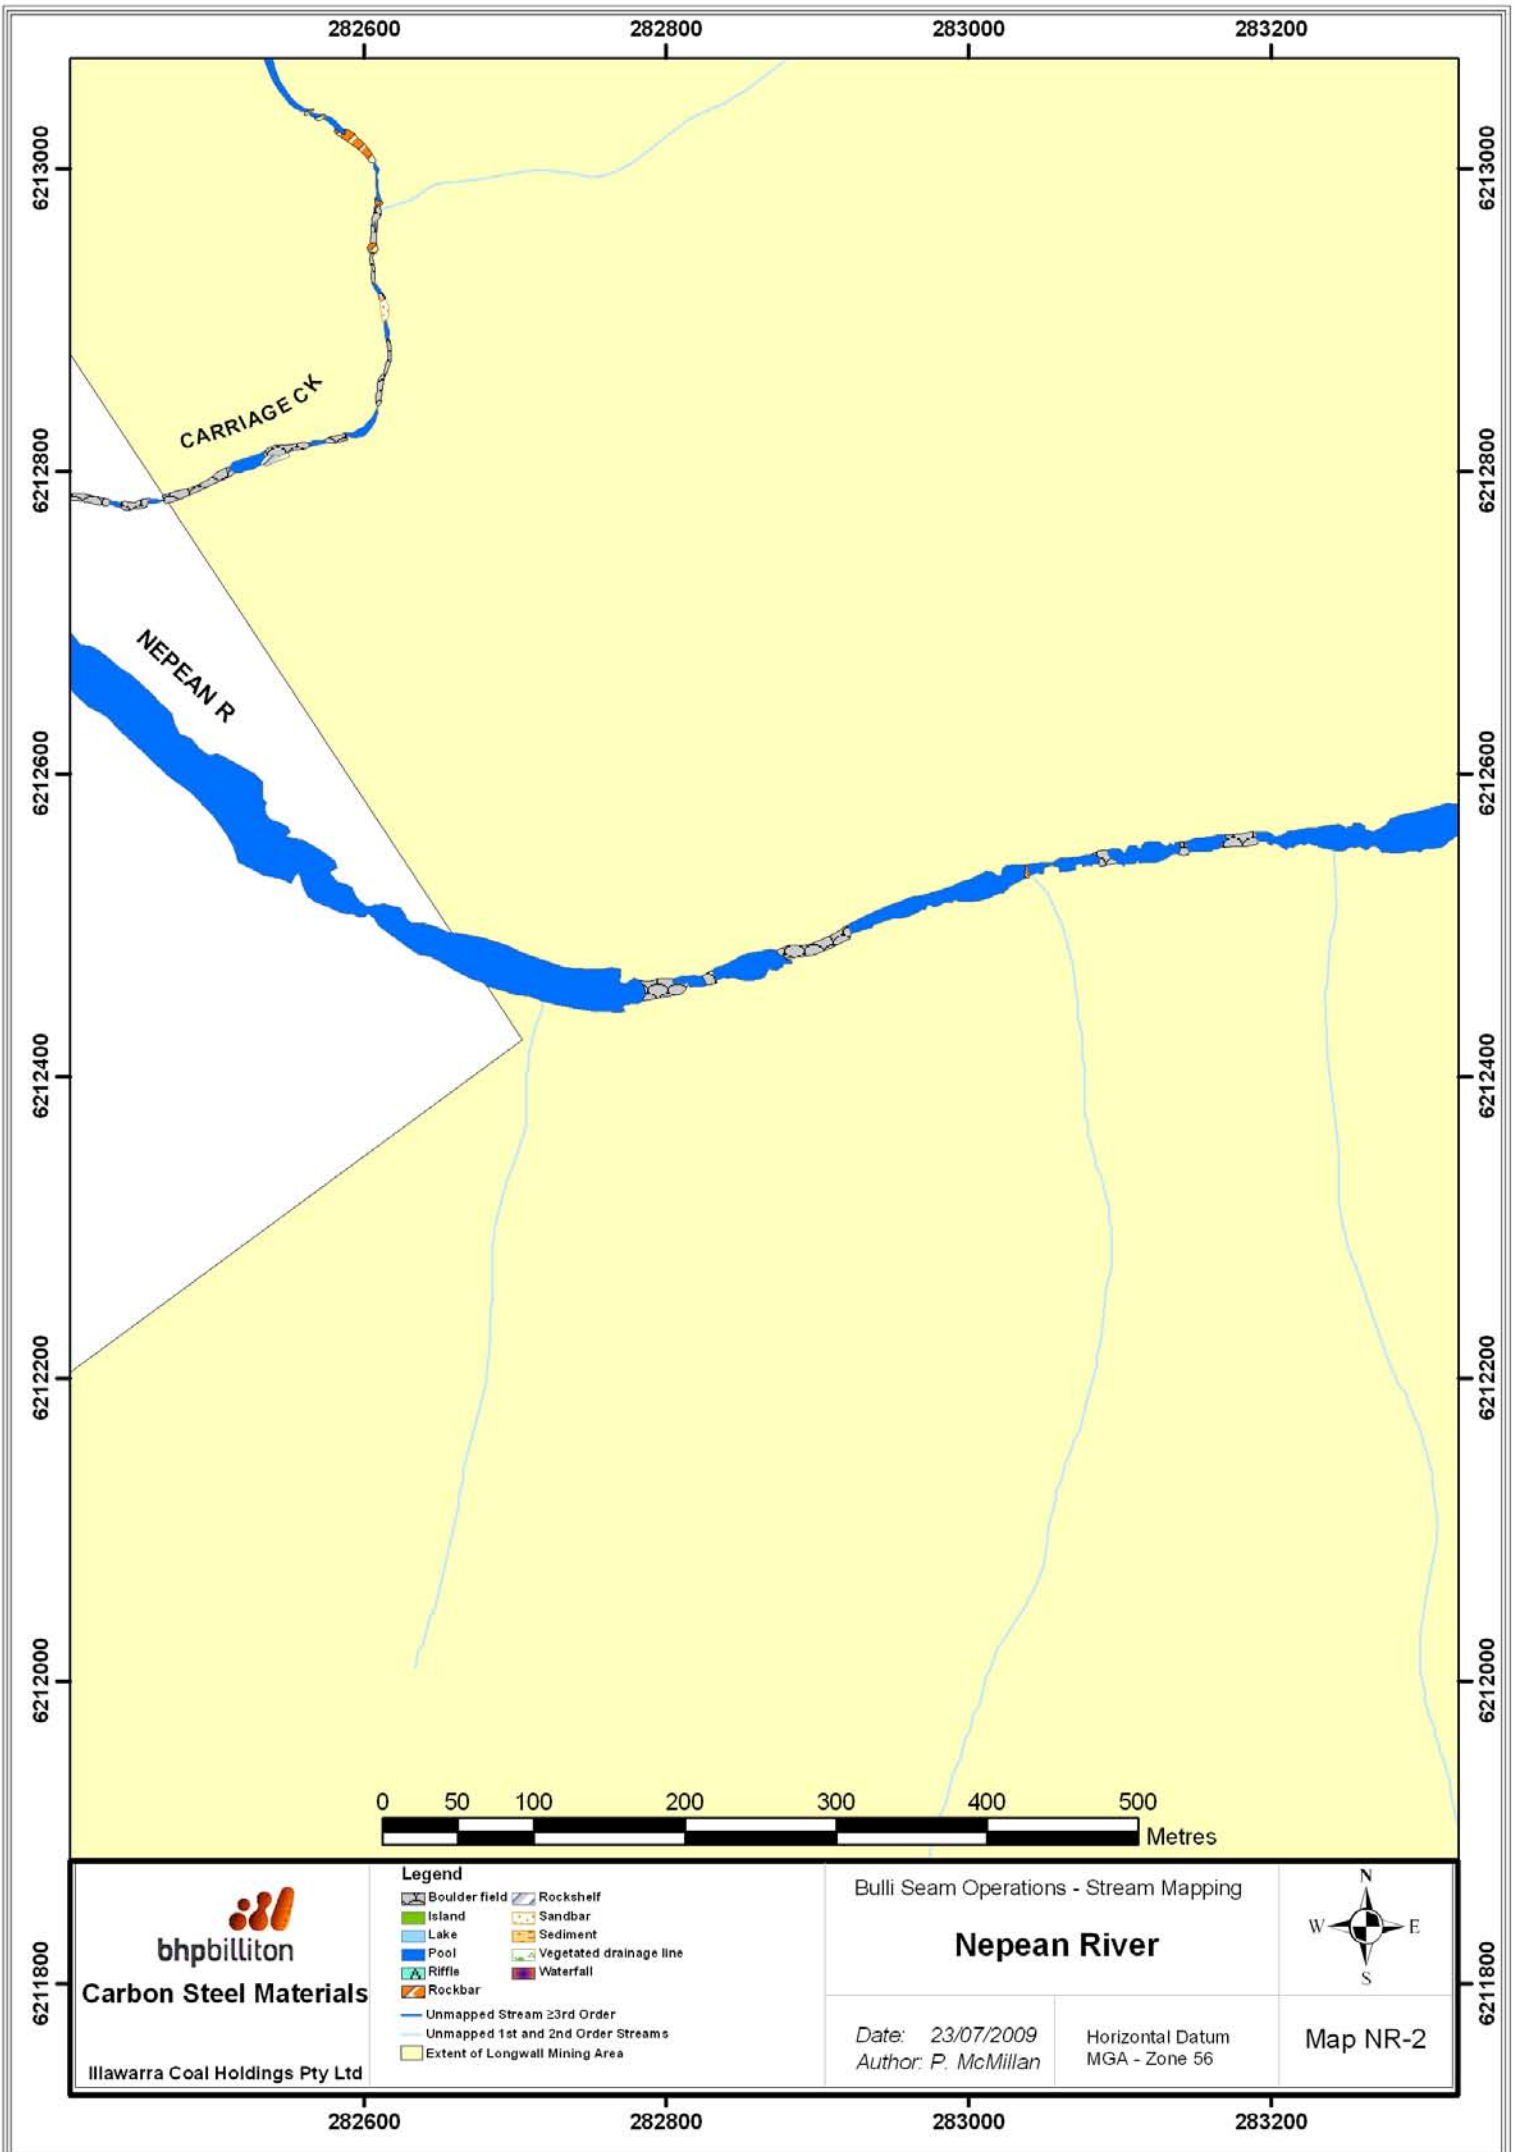 282600 282800 283000 283200
6213000 6213000
CARRIAGE CK
6212800 6212800
NEPEAN R
6212600 6212600
6212400 6212400
6212200 6212200
6212000 6212000
0 50 100 200 300 400 500
Metres
bhpbilliton
Carbon Steel Materials
Illawarra Coal Holdings Pty Ltd
Legend
Boulder field
Island
Lake
Pool
Riffle
Rockbar
Rockshelf
Sandbar
Sediment
Vegetated drainage line
Waterfall
Unmapped Stream ≥3rd Order
Unmapped 1st and 2nd Order Streams
Extent of Longwall Mining Area
Bulli Seam Operations - Stream Mapping
Nepean River
Date: 23/07/2009
Author: P. McMillan
Horizontal Datum
MGA - Zone 56
N
W E
S
Map NR-2
6211800 6211800
282600 282800 283000 283200